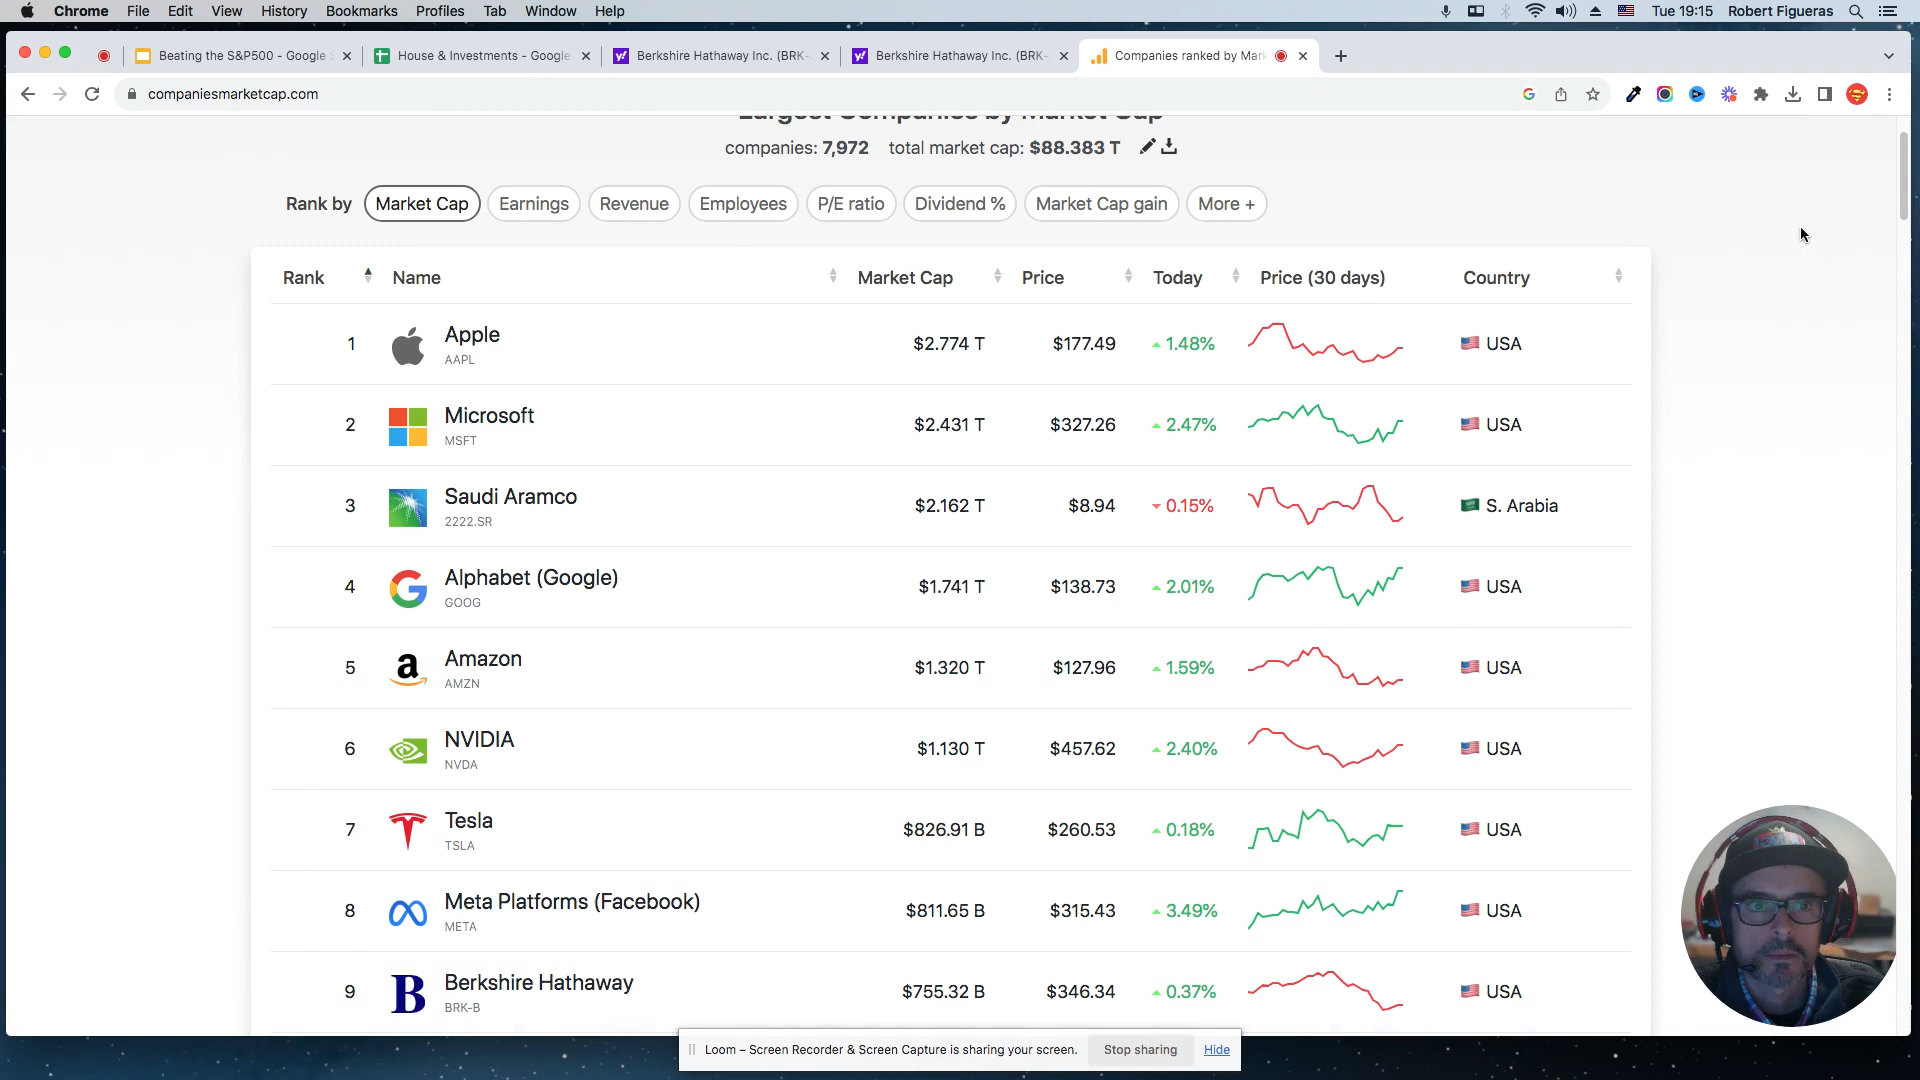 Chrome File Edit View History Bookmarks Profiles Tab Window Help Tue 19:15 Robert Figueras
Beating the S&P500 - Google House & Investments - Google Berkshire Hathaway Inc. (BRK- Berkshire Hathaway Inc. (BRK- Companies ranked by Mark
companiesmarketcap.com
Largest Companies by Market Cap
companies: 7,972 total market cap: $88.383 T
Rank by Market Cap Earnings Revenue Employees P/E ratio Dividend % Market Cap gain More +
Rank Name Market Cap Price Today Price (30 days) Country
1 Apple $2.774 T $177.49 1.48% USA
AAPL
2 Microsoft $2.431 T $327.26 2.47% USA
MSFT
3 Saudi Aramco $2.162 T $8.94 0.15% S. Arabia
2222.SR
4 Alphabet (Google) $1.741 T $138.73 2.01% USA
GOOG
5 Amazon $1.320 T $127.96 1.59% USA
AMZN
6 NVIDIA $1.130 T $457.62 2.40% USA
NVDA
7 Tesla $826.91 B $260.53 0.18% USA
TSLA
8 Meta Platforms (Facebook) $811.65 B $315.43 3.49% USA
META
9 Berkshire Hathaway $755.32 B $346.34 0.37% USA
BRK-B
Loom – Screen Recorder & Screen Capture is sharing your screen. Stop sharing Hide